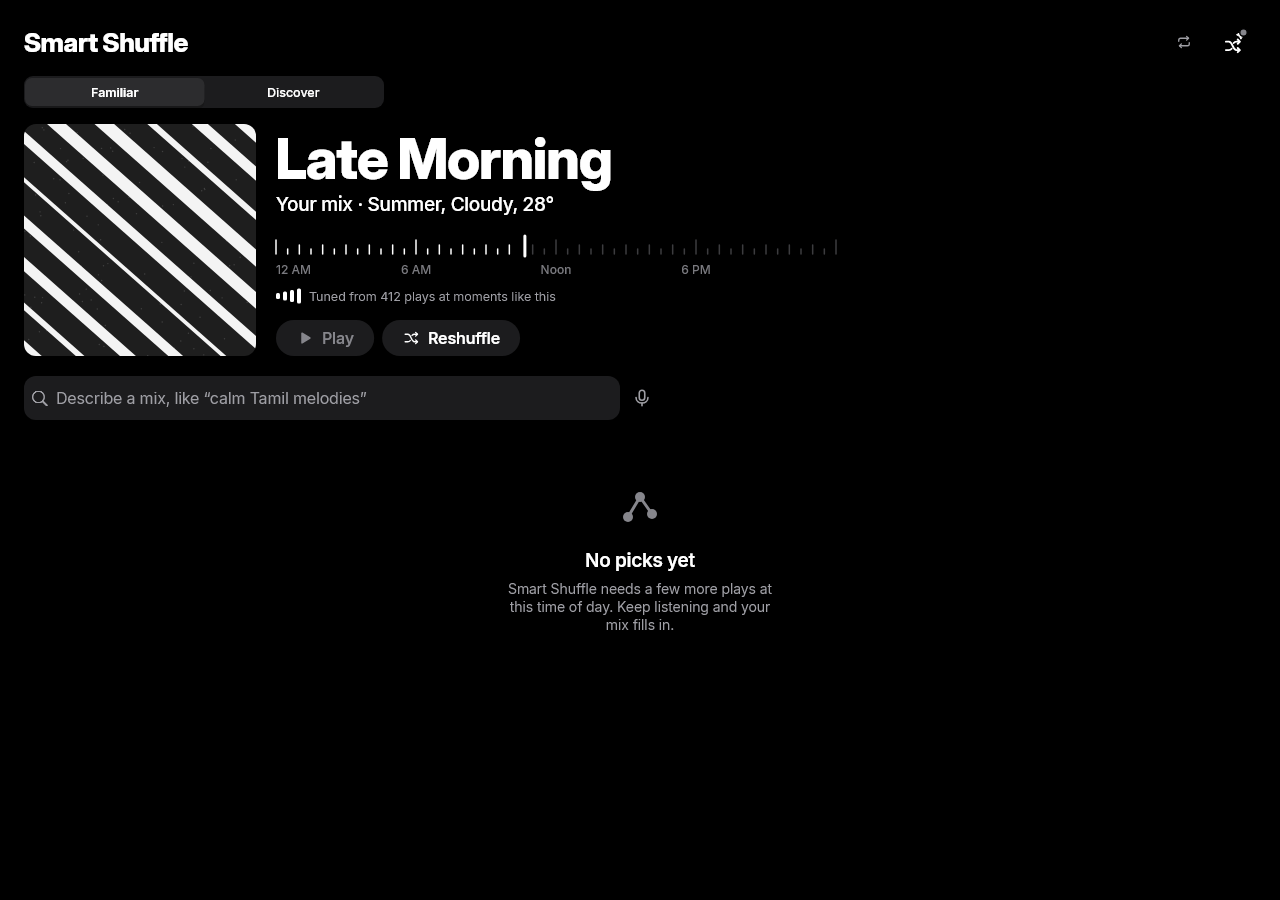 Smart Shuffle
Familiar
Discover
Late Morning
Your mix · Summer, Cloudy, 28°
12 AM
6 AM
Noon
6 PM
Tuned from 412 plays at moments like this
Play
Reshuffle
Describe a mix, like “calm Tamil melodies”
No picks yet
Smart Shuffle needs a few more plays at
this time of day. Keep listening and your
mix fills in.